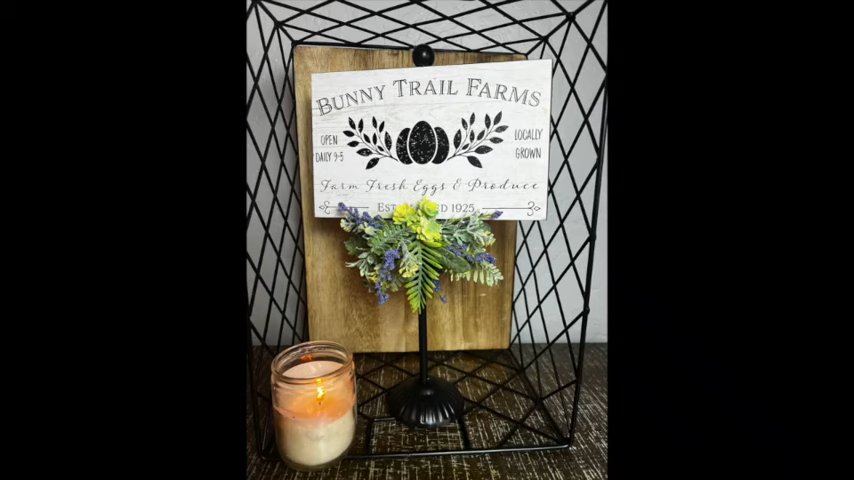 BUNNY TRAIL FARMS
OPEN
DAILY 9-5
LOCALLY
GROWN
Farm Fresh Eggs & Produce
1925